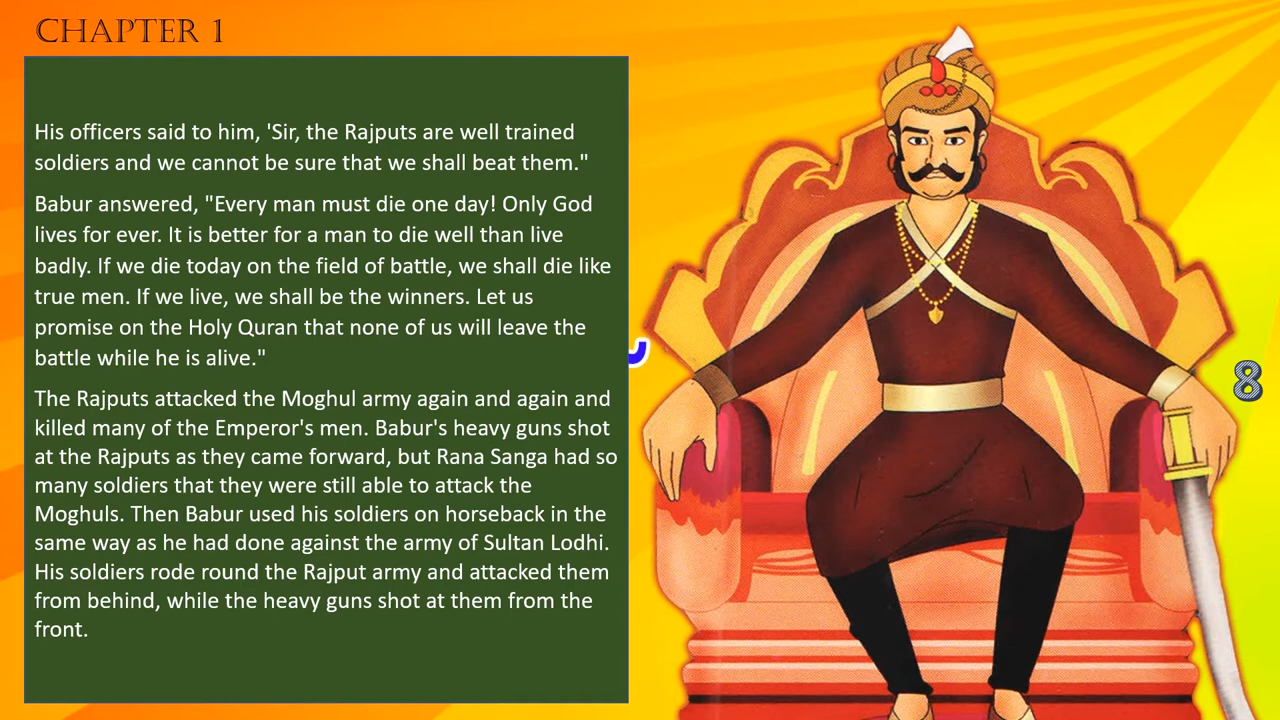 CHAPTER 1
His officers said to him, 'Sir, the Rajputs are well trained
soldiers and we cannot be sure that we shall beat them."
Babur answered, "Every man must die one day! Only God
lives for ever. It is better for a man to die well than live
badly. If we die today on the field of battle, we shall die like
true men. If we live, we shall be the winners. Let us
promise on the Holy Quran that none of us will leave the
battle while he is alive."
The Rajputs attacked the Moghul army again and again and
killed many of the Emperor's men. Babur's heavy guns shot
at the Rajputs as they came forward, but Rana Sanga had so
many soldiers that they were still able to attack the
Moghuls. Then Babur used his soldiers on horseback in the
same way as he had done against the army of Sultan Lodhi.
His soldiers rode round the Rajput army and attacked them
from behind, while the heavy guns shot at them from the
front.
8